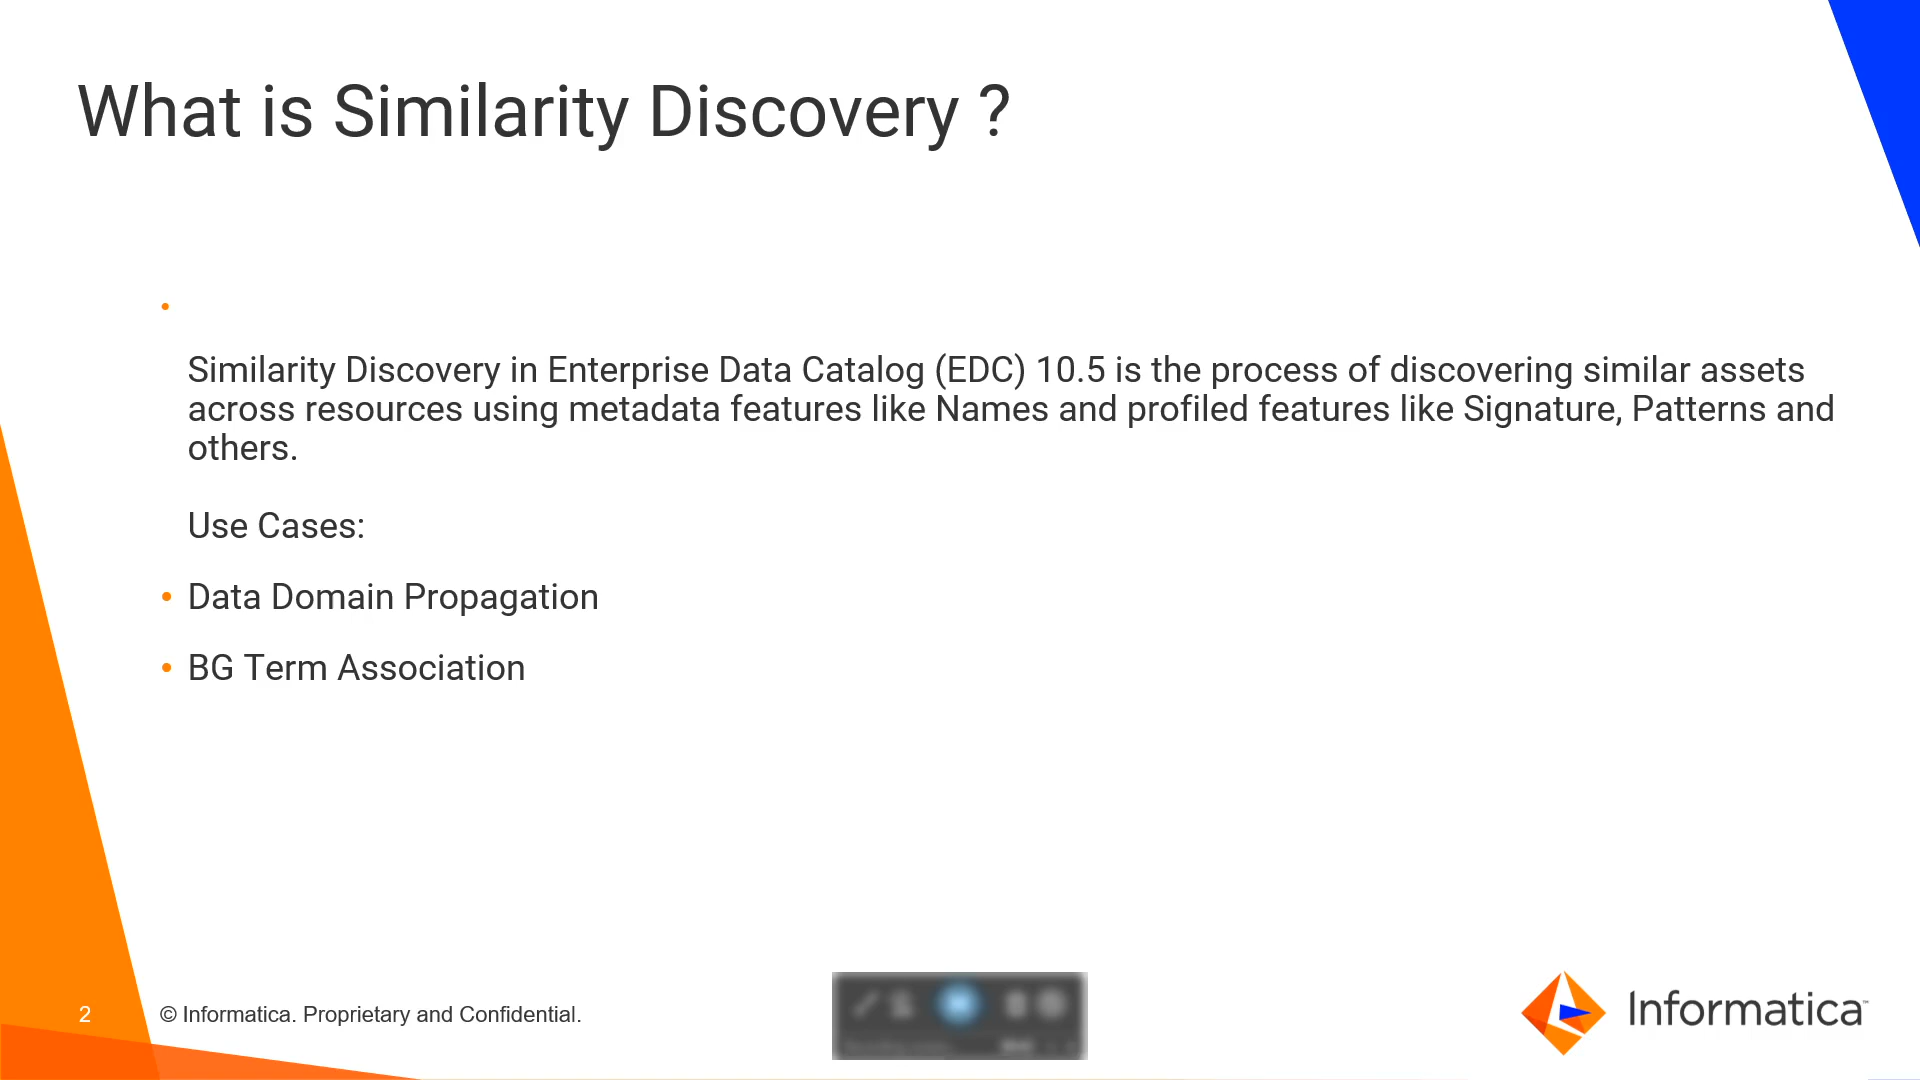 What is Similarity Discovery ?
Similarity Discovery in Enterprise Data Catalog (EDC) 10.5 is the process of discovering similar assets
across resources using metadata features like Names and profiled features like Signature, Patterns and
others.
Use Cases:
• Data Domain Propagation
• BG Term Association
2
© Informatica. Proprietary and Confidential.
Informatica™